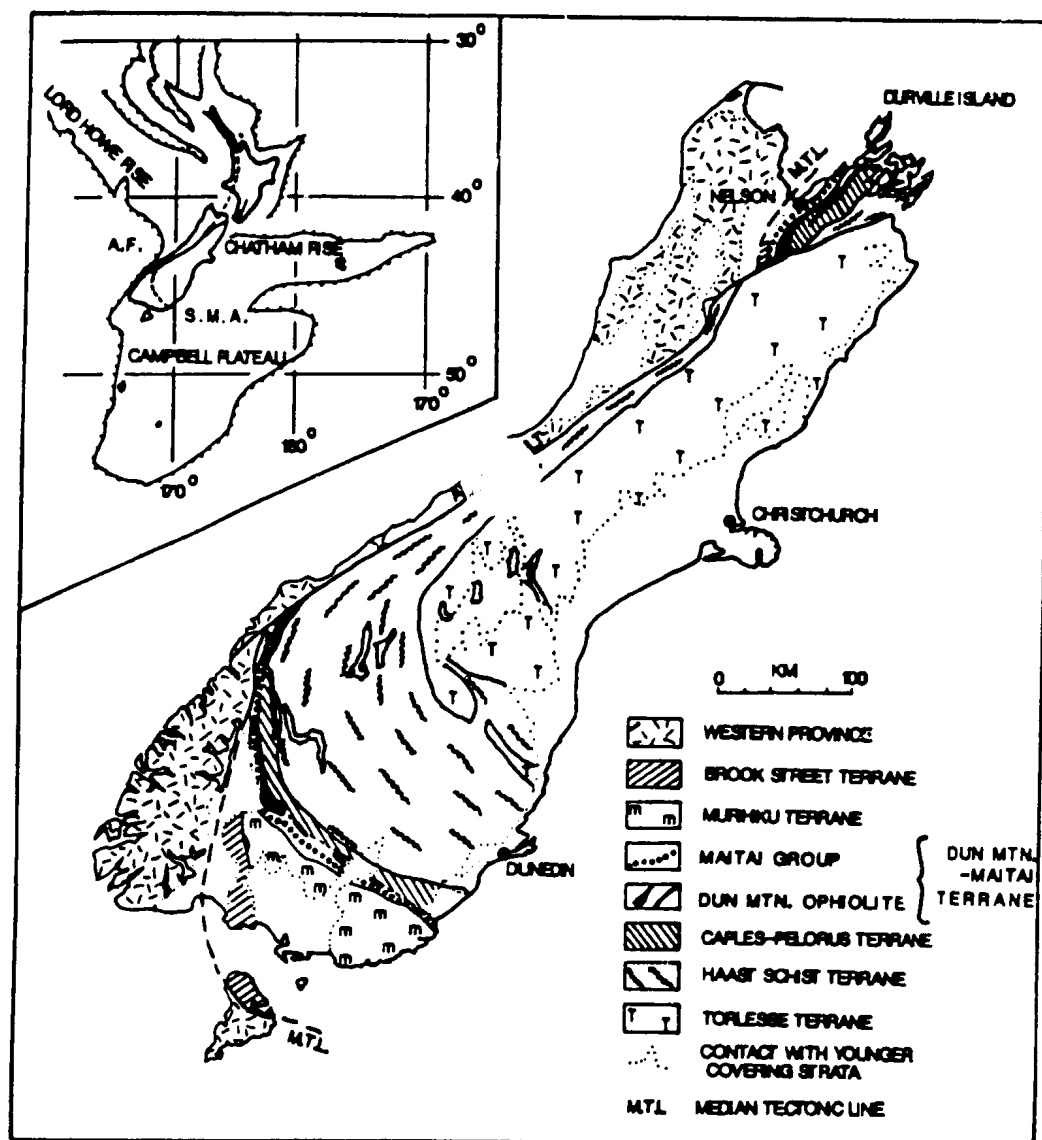 30°
LORD HOWE RISE
40°
A.F.
CHATHAM RISE
S.M.A.
CAMPBELL PLATEAU
50°
170°
180°
170°
DURVILLE ISLAND
M.T.L.
NELSON
T T T T T T T T T
CHRISTCHURCH
T T T T T T T T
KM
0 100
m m m m m m m m m m
DUNEDIN
M.T.L
WESTERN PROVINCE
BROOK STREET TERRANE
m m MURIHIKU TERRANE
MAITAI GROUP
DUN MTN. OPHIOLITE
DUN MTN.
-MAITAI
TERRANE
CAPLES-PELORUS TERRANE
HAAST SCHIST TERRANE
T T TORLESSE TERRANE
CONTACT WITH YOUNGER
COVERING STRATA
M.T.L MEDIAN TECTONIC LINE